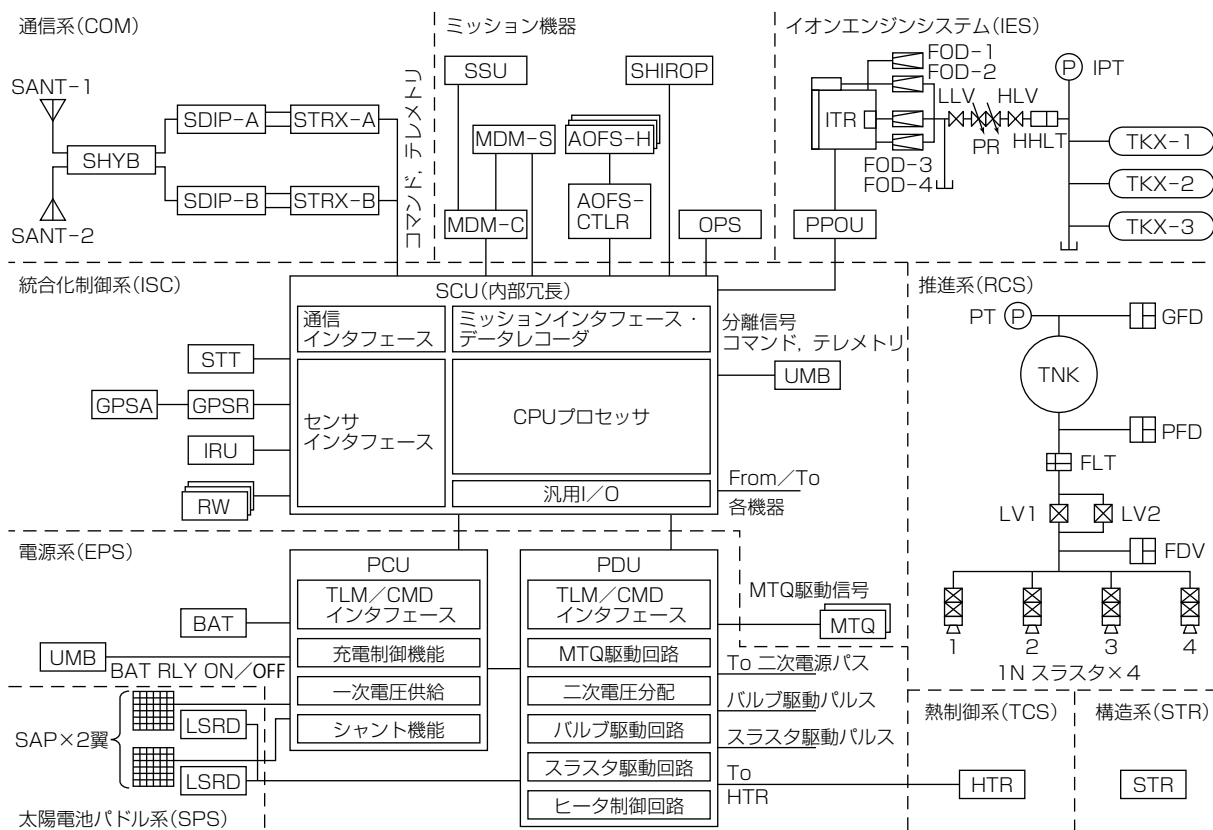 通信系(COM)
SANT-1
SHYB
SANT-2
SDIP-A
STRX-A
SDIP-B
STRX-B
コマンド, テレメトリ
ミッション機器
SSU
SHIROP
MDM-S
AOFS-H
MDM-C
AOFS-
CTLR
OPS
イオンエンジンシステム(IES)
FOD-1
FOD-2
ITR
LLV
HLV
PR
HHLT
P
IPT
FOD-3
FOD-4
TKX-1
TKX-2
TKX-3
PPOU
統合化制御系(ISC)
SCU(内部冗長)
通信
インタフェース
ミッションインタフェース・
データレコーダ
センサ
インタフェース
CPUプロセッサ
汎用I/O
STT
GPSA
GPSR
IRU
RW
分離信号
コマンド, テレメトリ
UMB
From/To
各機器
推進系(RCS)
PT
P
GFD
TNK
PFD
FLT
LV1
LV2
FDV
1
2
3
4
1N スラスタ×4
電源系(EPS)
PCU
TLM/CMD
インタフェース
充電制御機能
一次電圧供給
シャント機能
BAT
UMB
BAT RLY ON/OFF
PDU
TLM/CMD
インタフェース
MTQ駆動回路
二次電圧分配
バルブ駆動回路
スラスタ駆動回路
ヒータ制御回路
MTQ駆動信号
MTQ
To 二次電源パス
バルブ駆動パルス
スラスタ駆動パルス
To
HTR
SAP×2翼
LSRD
LSRD
太陽電池パドル系(SPS)
熱制御系(TCS)
HTR
構造系(STR)
STR